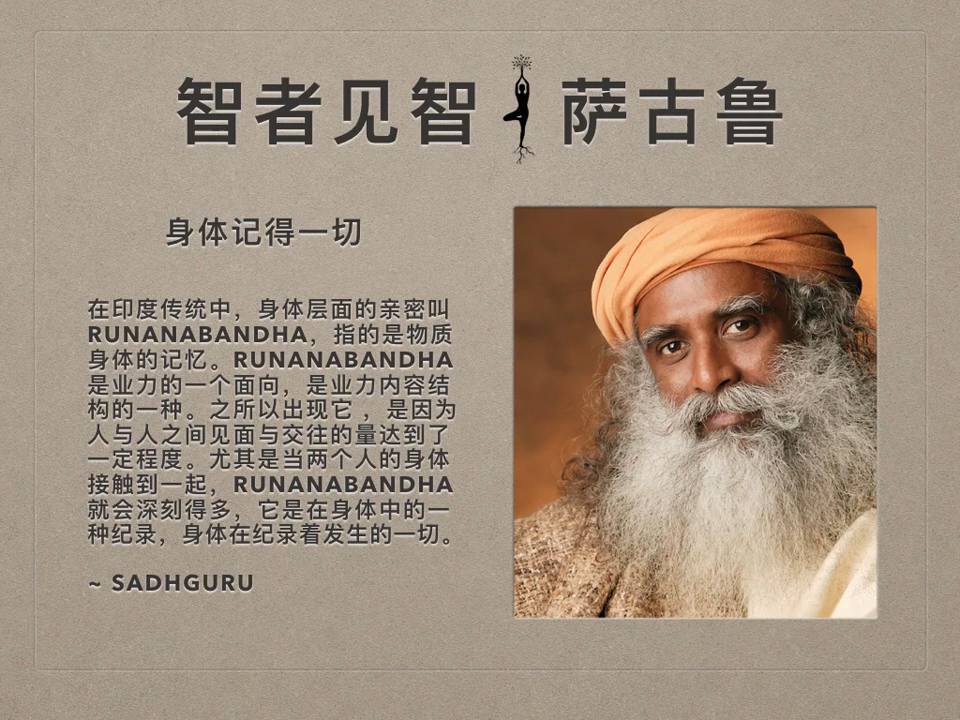 智者见智 萨古鲁
身体记得一切
在印度传统中，身体层面的亲密叫
RUNANABANDHA，指的是物质
身体的记忆。RUNANABANDHA
是业力的一个面向，是业力内容结
构的一种。之所以出现它 ，是因为
人与人之间见面与交往的量达到了
一定程度。尤其是当两个人的身体
接触到一起，RUNANABANDHA
就会深刻得多，它是在身体中的一
种纪录，身体在纪录着发生的一切。
~ SADHGURU